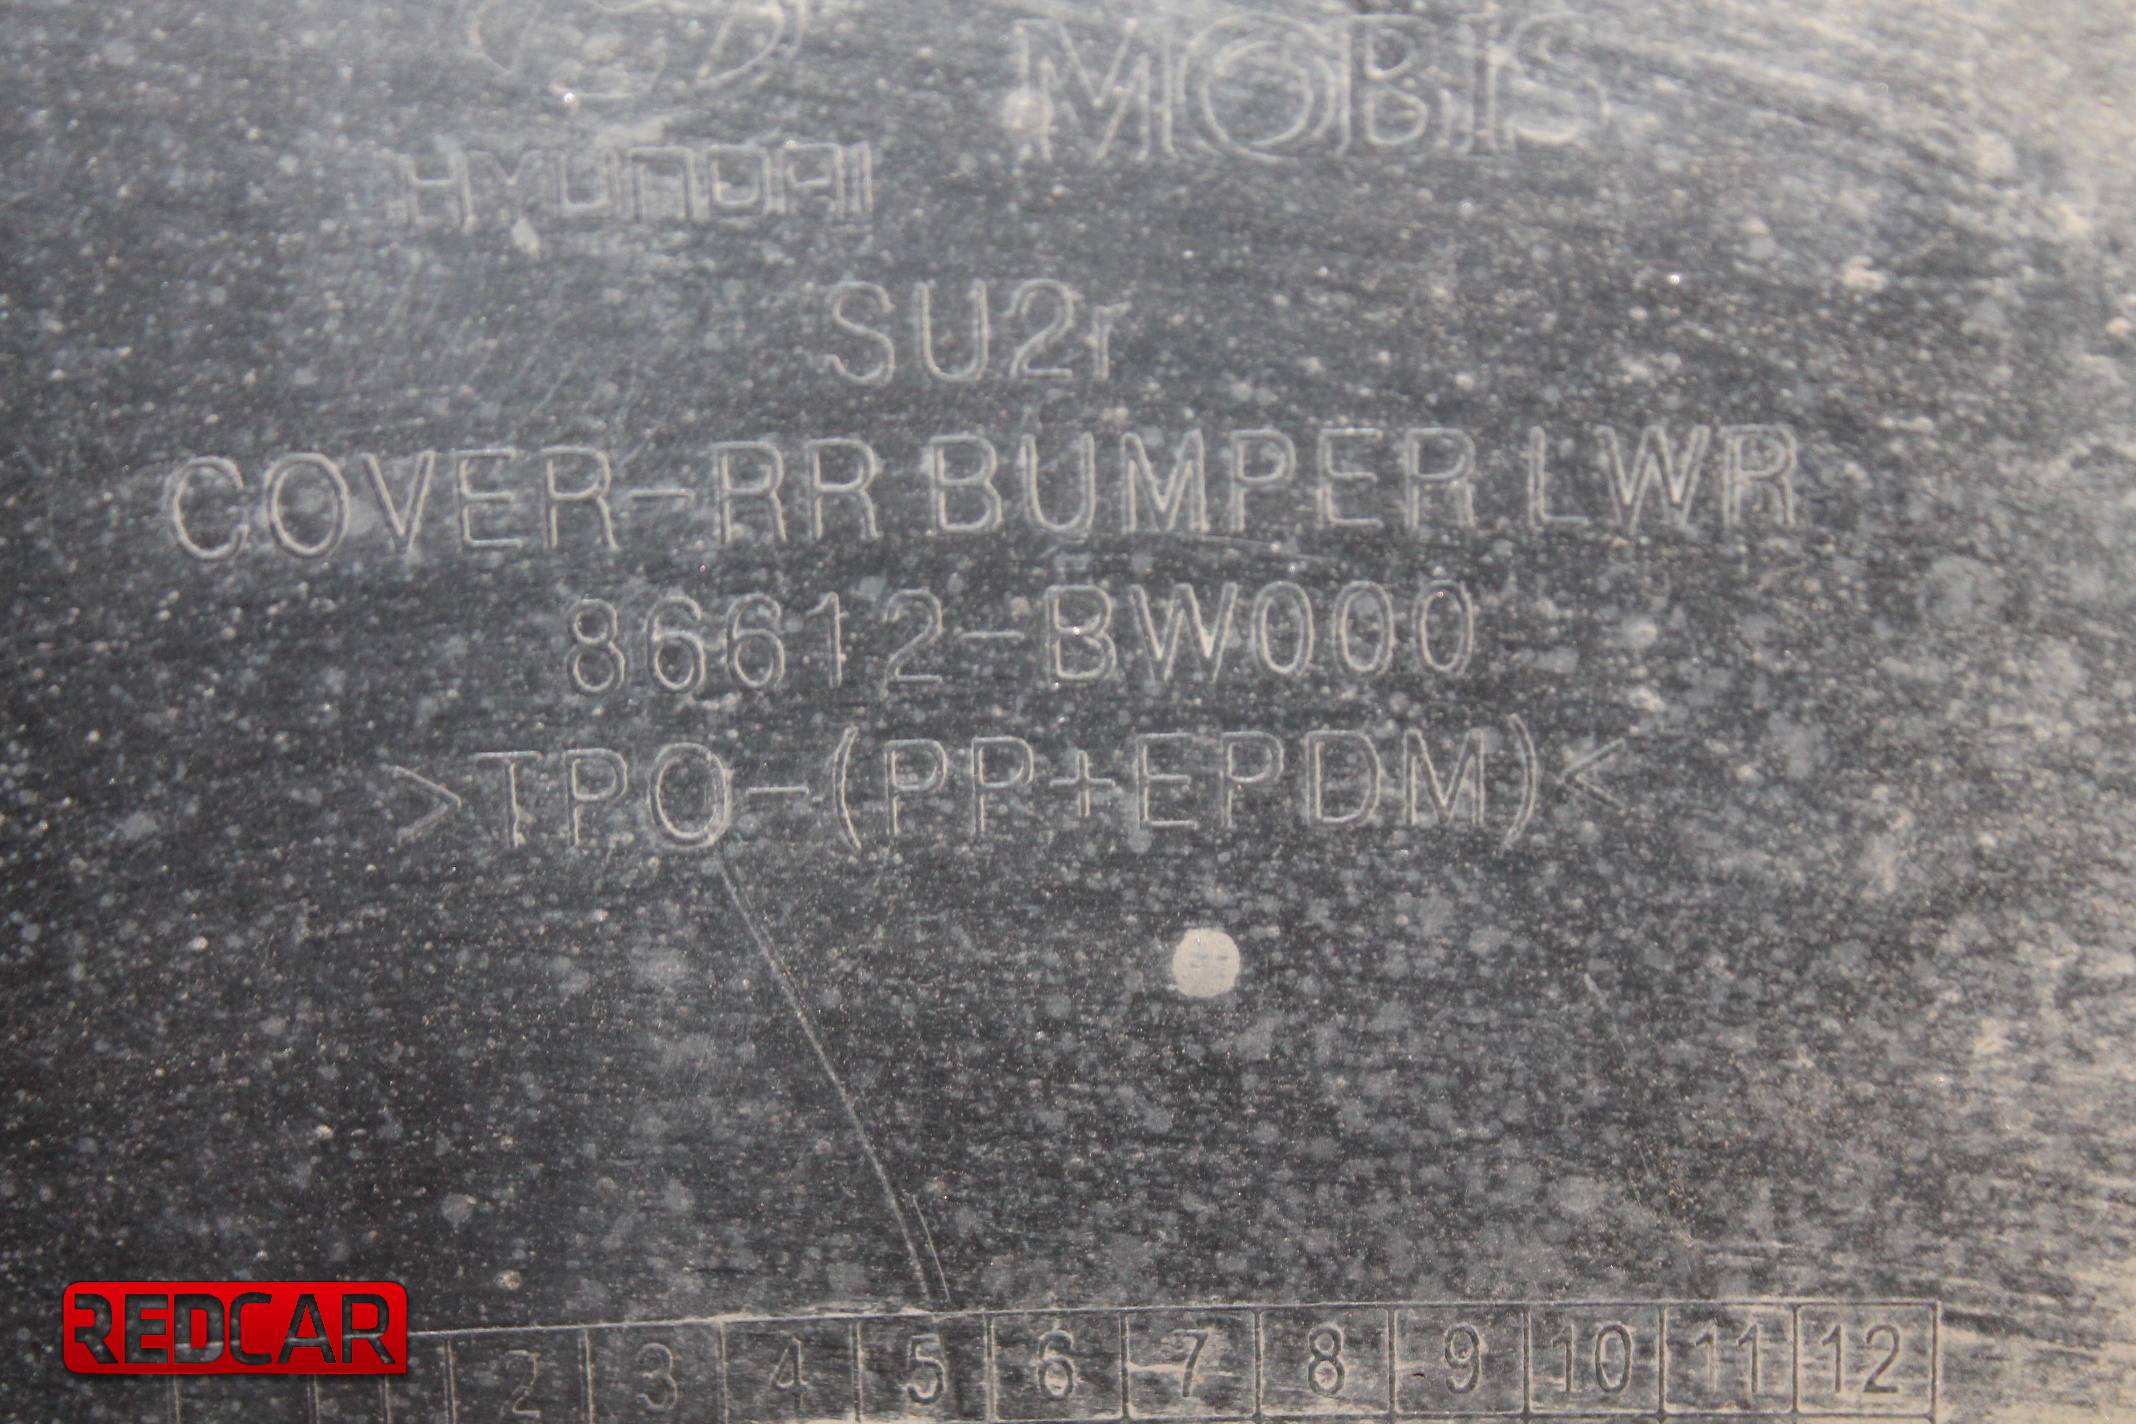 MOBIS
HYUNDAI
SU2r
COVER-RR BUMPER LWR
86612-BW000
>TPO-(PP+EPDM)<
REDCAR
2 3 4 5 6 7 8 9 10 11 12